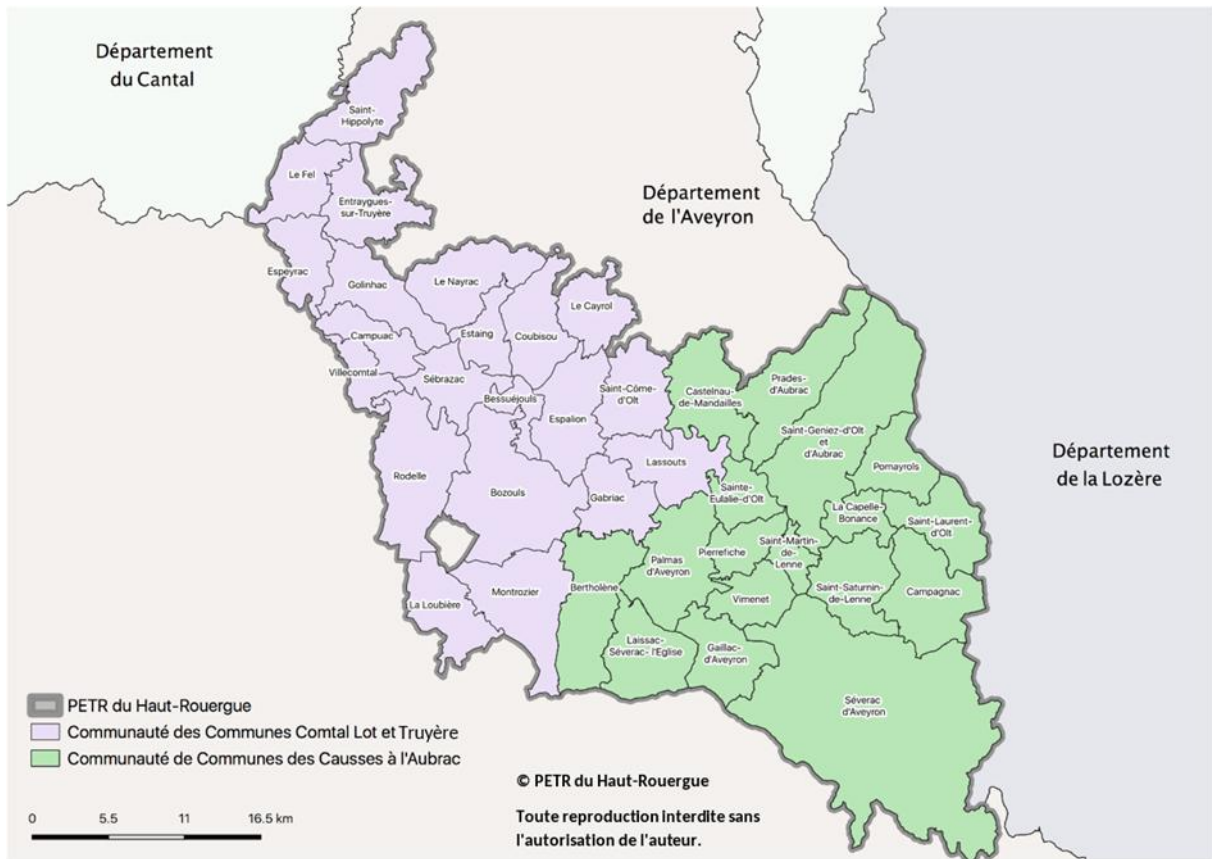 Département
du Cantal
Saint-
Hippolyte
Le Fel
Entraygues-
sur-Truyère
Département
de l'Aveyron
Espeyrac
Golinhac
Le Nayrac
Le Cayrol
Campuac
Estaing
Coubisou
Villecomtal
Sébrazac
Bessuéjouls
Espalion
Saint-Côme-
d'Olt
Castelnau-
de-Mandailles
Prades-
d'Aubrac
Saint-Geniez-d'Olt
et
d'Aubrac
Pomayrols
Département
de la Lozère
Rodelle
Bozouls
Gabriac
Lassouts
Sainte-
Eulalie-d'Olt
La Capelle-
Bonance
Saint-Laurent-
d'Olt
Pierrefiche
Saint-Martin-
de-
Lenne
Palmas
d'Aveyron
Bertholène
Vimenet
Saint-Saturnin-
de-Lenne
Campagnac
La Loubière
Montrozier
Laissac-
Séverac- l'Eglise
Gaillac-
d'Aveyron
Séverac
d'Aveyron
PETR du Haut-Rouergue
Communauté des Communes Comtal Lot et Truyère
Communauté de Communes des Causses à l'Aubrac
0 5.5 11 16.5 km
© PETR du Haut-Rouergue
Toute reproduction interdite sans
l'autorisation de l'auteur.